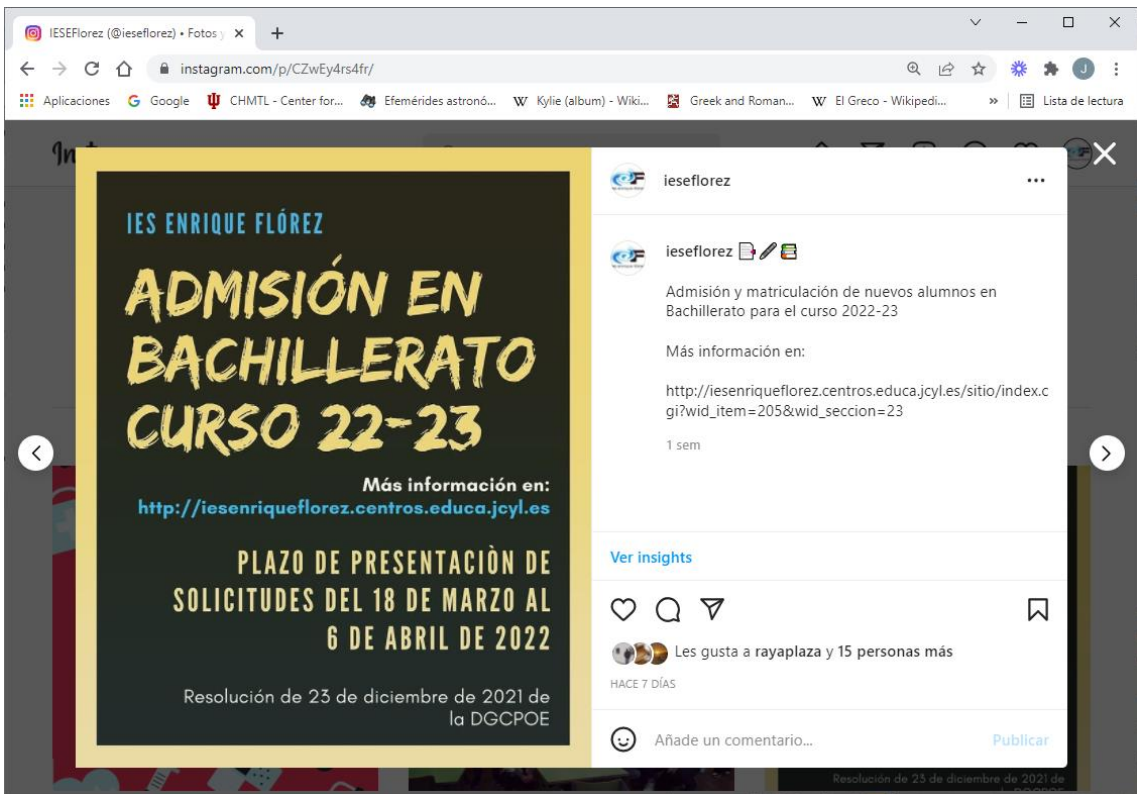 IESEFlorez (@ieseflorez) • Fotos y
instagram.com/p/CZwEy4rs4fr/
J
Aplicaciones
Google
CHMTL - Center for...
Efemérides astronó...
Kylie (album) - Wiki...
Greek and Roman...
El Greco - Wikipedi...
»
Lista de lectura
IES ENRIQUE FLÓREZ
ADMISIÓN EN
BACHILLERATO
CURSO 22-23
Más información en:
http://iesenriqueflorez.centros.educa.jcyl.es
PLAZO DE PRESENTACIÒN DE
SOLICITUDES DEL 18 DE MARZO AL
6 DE ABRIL DE 2022
Resolución de 23 de diciembre de 2021 de
la DGCPOE
ieseflorez
ieseflorez
Admisión y matriculación de nuevos alumnos en
Bachillerato para el curso 2022-23
Más información en:
http://iesenriqueflorez.centros.educa.jcyl.es/sitio/index.c
gi?wid_item=205&wid_seccion=23
1 sem
Ver insights
Les gusta a rayaplaza y 15 personas más
HACE 7 DÍAS
Añade un comentario...
Publicar
Resolución de 23 de diciembre de 2021 de